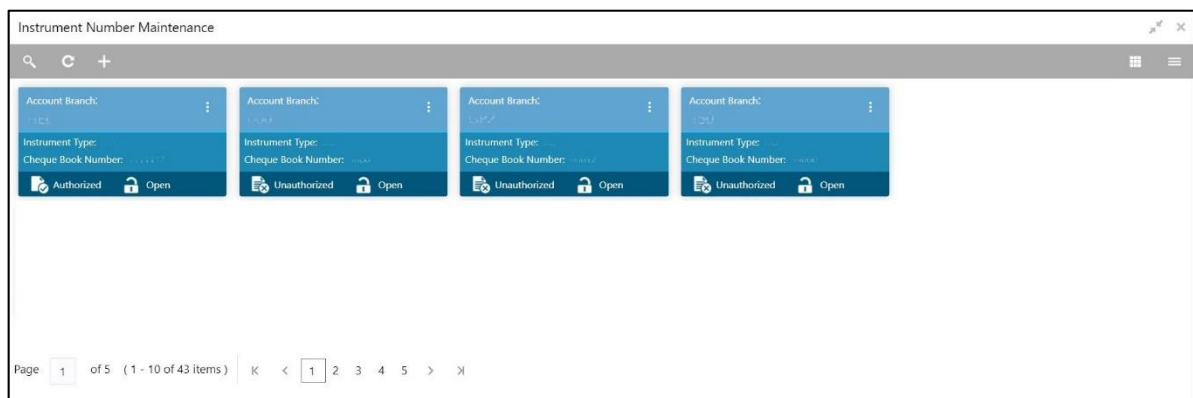 Instrument Number Maintenance
Account Branch: Account Branch: Account Branch: Account Branch:
Instrument Type: Instrument Type: Instrument Type: Instrument Type:
Cheque Book Number: Cheque Book Number: Cheque Book Number: Cheque Book Number:
Authorized Open Unauthorized Open Unauthorized Open Unauthorized Open
Page 1 of 5 ( 1 - 10 of 43 items ) 1 2 3 4 5